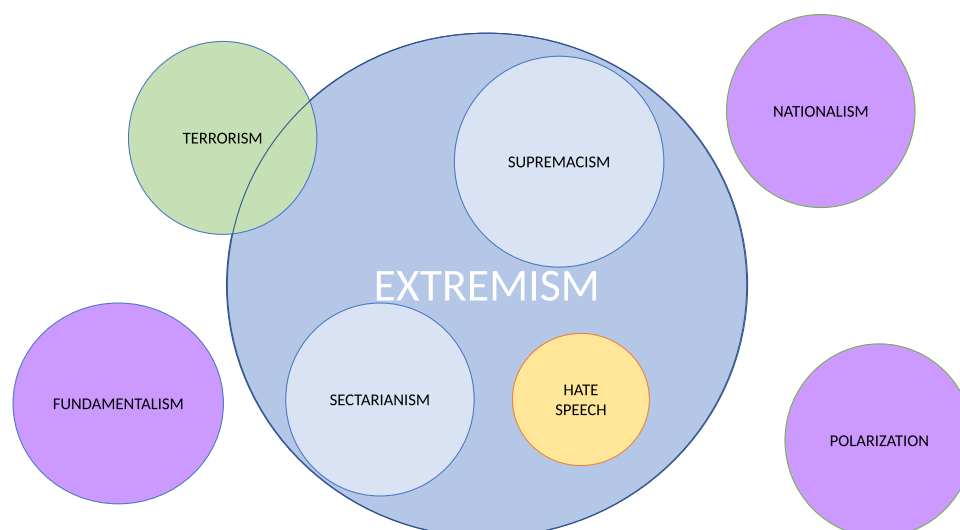 NATIONALISM
TERRORISM
SUPREMACISM
EXTREMISM
FUNDAMENTALISM
SECTARIANISM
HATE
SPEECH
POLARIZATION